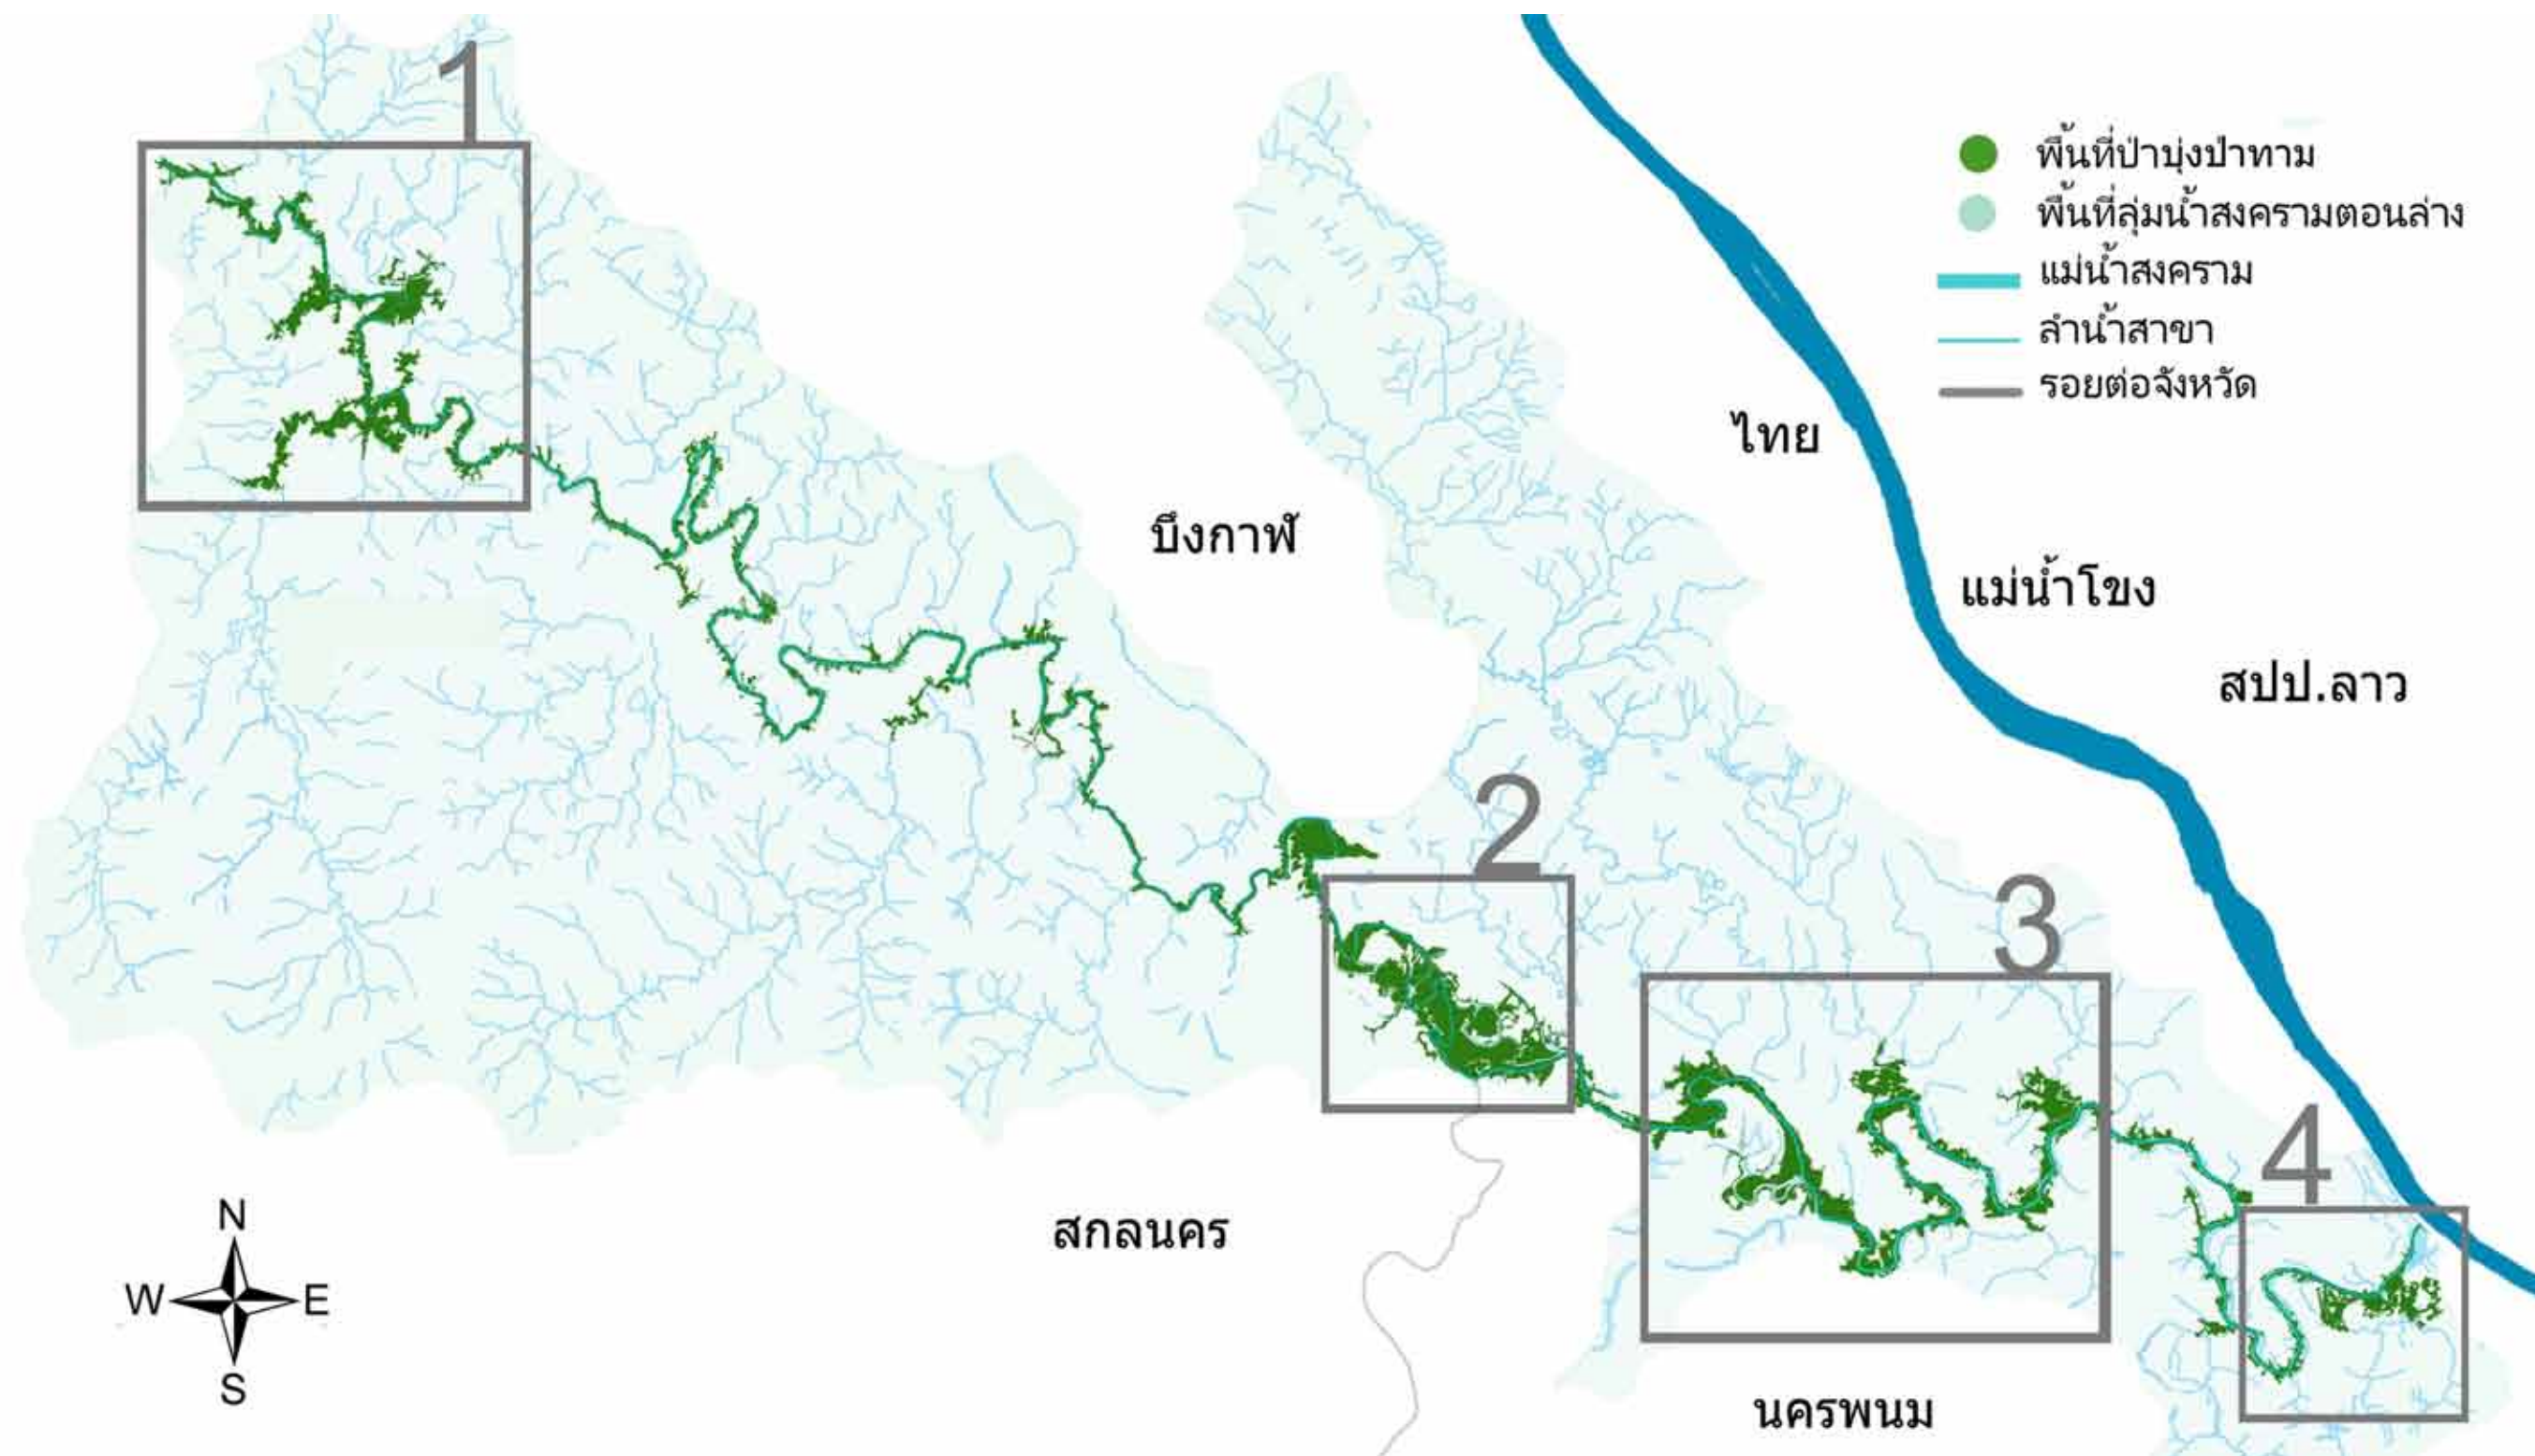 1
พื้นที่ป่าบุ่งป่าทาม
พื้นที่ลุ่มน้ำสงครามตอนล่าง
แม่น้ำสงคราม
ลำน้ำสาขา
รอยต่อจังหวัด
ไทย
บึงกาฬ
แม่น้ำโขง
สปป.ลาว
2
3
4
สกลนคร
นครพนม
N
W E
S